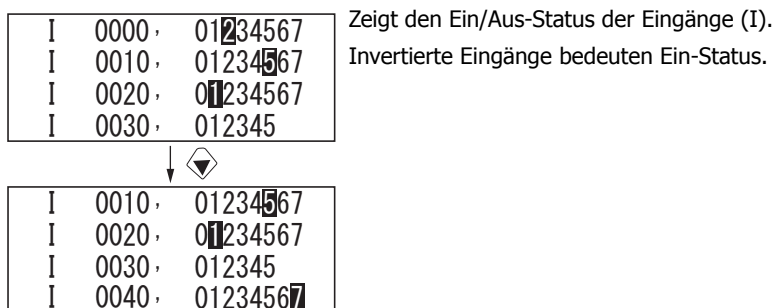 I 0000, 01234567
I 0010, 01234567
I 0020, 01234567
I 0030, 012345
Zeigt den Ein/Aus-Status der Eingänge (I).
Invertierte Eingänge bedeuten Ein-Status.
I 0010, 01234567
I 0020, 01234567
I 0030, 012345
I 0040, 01234567